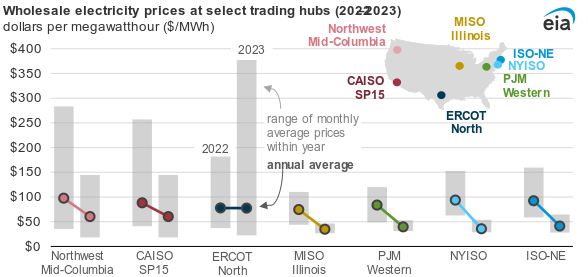 Wholesale electricity prices at select trading hubs (2022–2023)
dollars per megawatthour ($/MWh)
eia
$400
$350
$300
$250
$200
$150
$100
$50
$0
Northwest
Mid-Columbia
MISO
Illinois
ISO-NE
NYISO
PJM
Western
CAISO
SP15
ERCOT
North
2023
2022
range of monthly
average prices
within year
annual average
Northwest
Mid-Columbia
CAISO
SP15
ERCOT
North
MISO
Illinois
PJM
Western
NYISO
ISO-NE